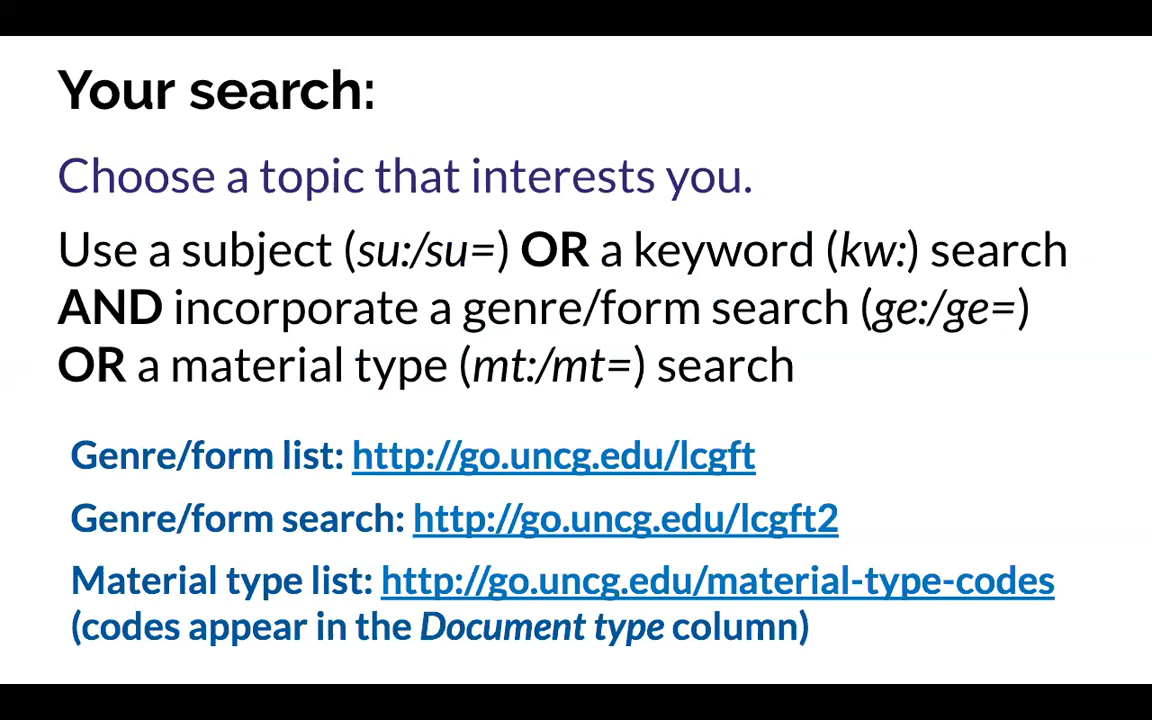 Your search:
Choose a topic that interests you.
Use a subject (su:/su=) OR a keyword (kw:) search
AND incorporate a genre/form search (ge:/ge=)
OR a material type (mt:/mt=) search
Genre/form list: http://go.uncg.edu/lcgft
Genre/form search: http://go.uncg.edu/lcgft2
Material type list: http://go.uncg.edu/material-type-codes
(codes appear in the Document type column)